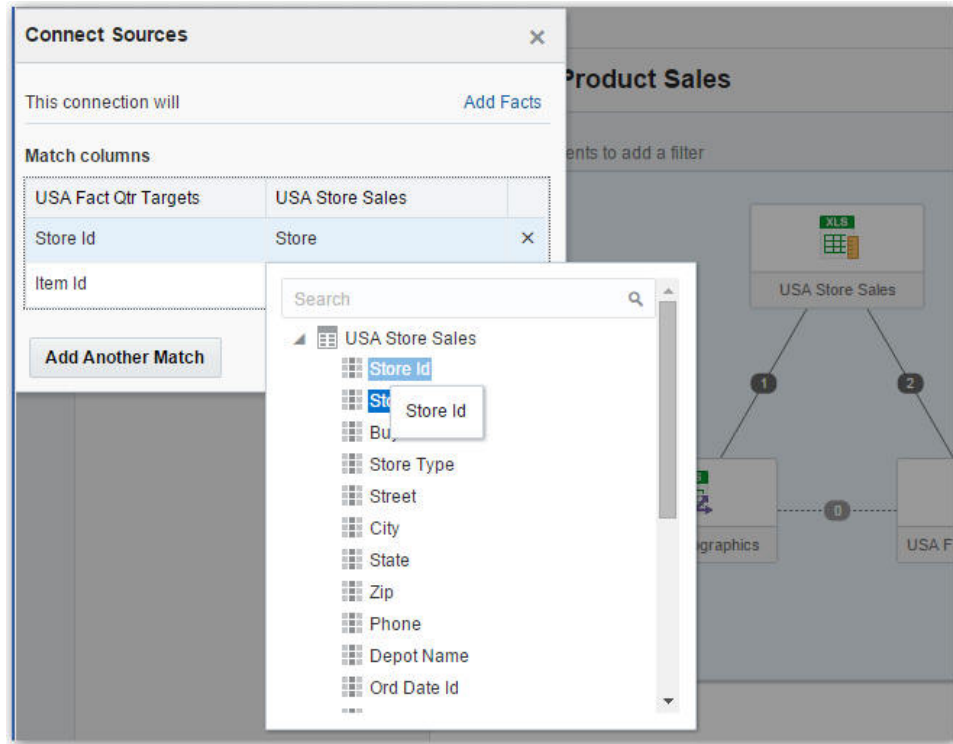 Connect Sources
Product Sales
This connection will Add Facts
Match columns
ents to add a filter
USA Fact Qtr Targets USA Store Sales
Store Id Store
Item Id
Add Another Match
Search
USA Store Sales
Store Id
Sto
Store Id
Bu
Store Type
Street
City
State
Zip
Phone
Depot Name
Ord Date Id
XLS
USA Store Sales
1
2
0
ographics
USA F